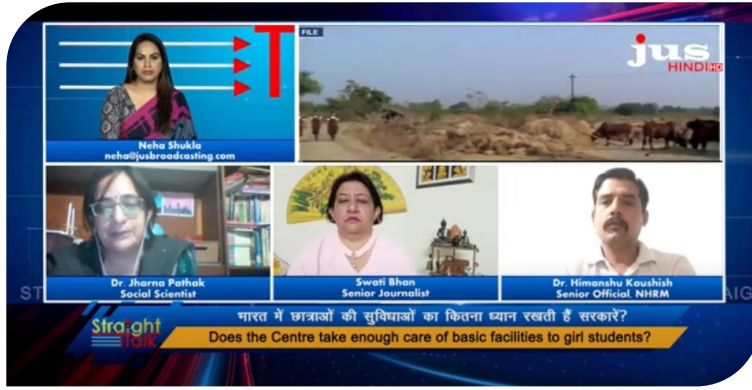 T
FILE
jus
HINDI HD
Neha Shukla
neha@jusbroadcasting.com
Dr. Jharna Pathak
Social Scientist
Swati Bhan
Senior Journalist
Dr. Himanshu Kaushish
Senior Official, NHRM
ST
AIG
Straight
Talk
भारत में छात्राओं की सुविधाओं का कितना ध्यान रखती हैं सरकारें?
Does the Centre take enough care of basic facilities to girl students?